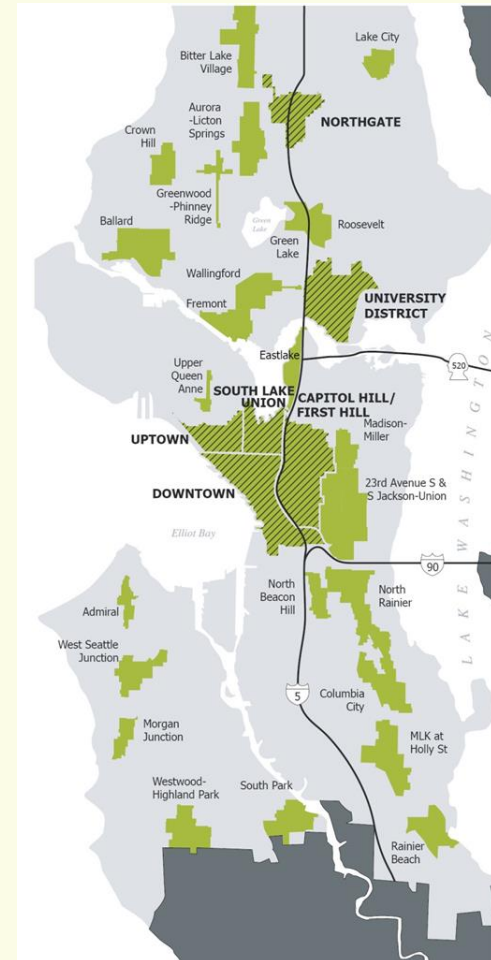 Lake City
Bitter Lake
Village
Aurora
-Licton
Springs
NORTHGATE
Crown
Hill
Greenwood
-Phinney
Ridge
Ballard
Green
Lake
Roosevelt
Green
Lake
Wallingford
UNIVERSITY
DISTRICT
Fremont
Eastlake
520
Upper
Queen
Anne
SOUTH LAKE
UNION
CAPITOL HILL/
FIRST HILL
Madison-
Miller
UPTOWN
23rd Avenue S &
S Jackson-Union
DOWNTOWN
Elliot Bay
LAKE WASHINGTON
90
North
Beacon
Hill
North
Rainier
Admiral
West Seattle
Junction
5
Columbia
City
Morgan
Junction
MLK at
Holly St
Westwood-
Highland Park
South Park
Rainier
Beach